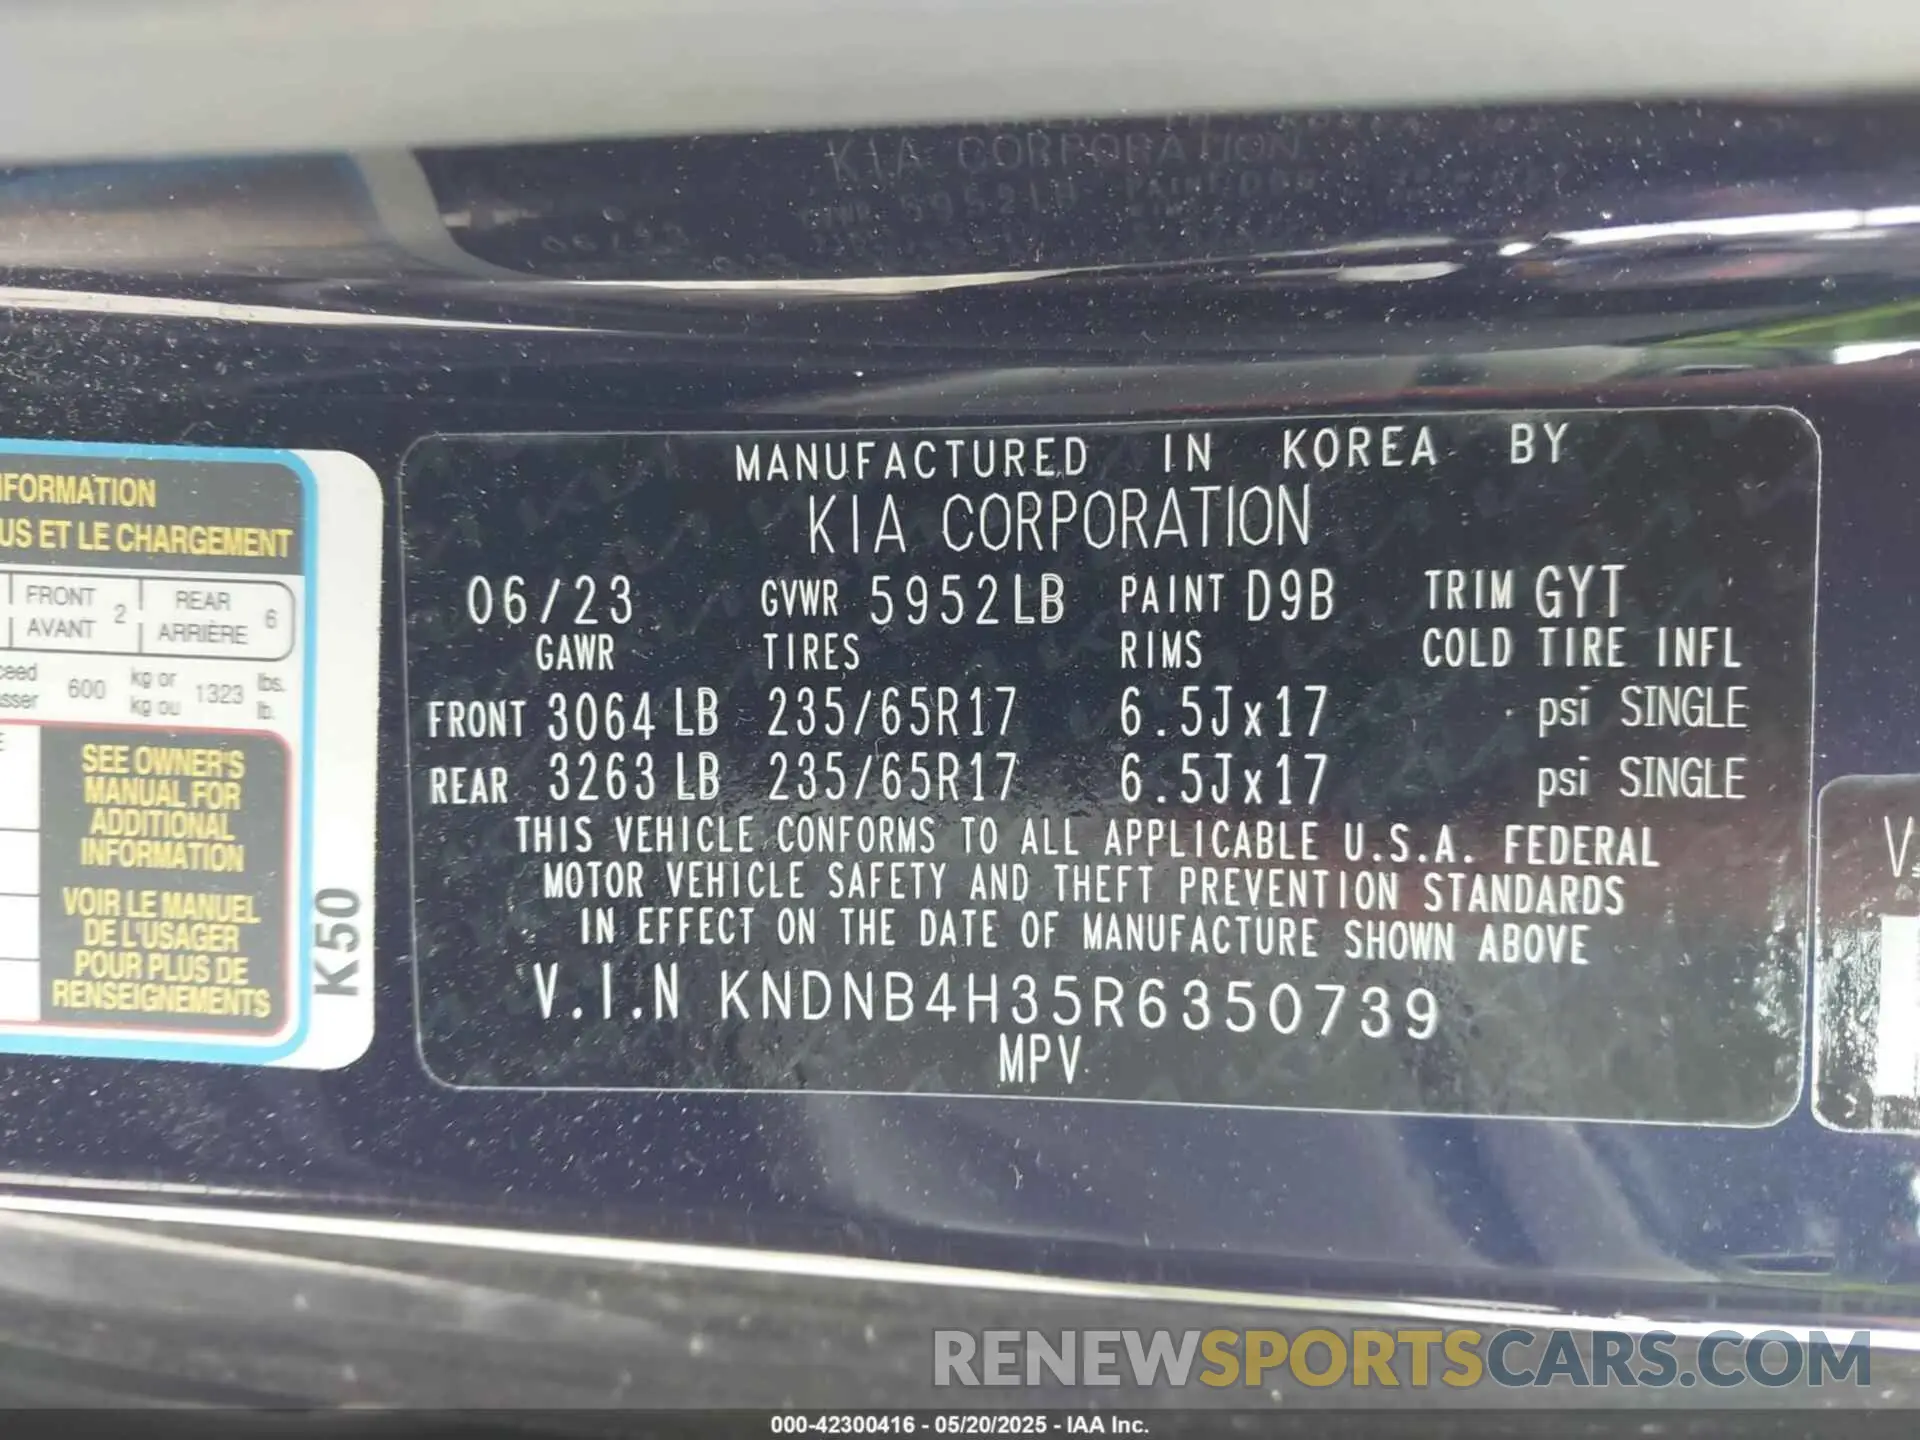 KIA CORPORATION
5952LB
06/23
NFORMATION
US ET LE CHARGEMENT
FRONT 2 REAR 6
AVANT ARRIÈRE
600 kg or 1323 lbs.
kg ou lb.
SEE OWNER'S
MANUAL FOR
ADDITIONAL
INFORMATION
VOIR LE MANUEL
DE L'USAGER
POUR PLUS DE
RENSEIGNEMENTS
K50
MANUFACTURED IN KOREA BY
KIA CORPORATION
06/23 GVWR 5952LB PAINT D9B TRIM GYT
GAWR TIRES RIMS COLD TIRE INFL
FRONT 3064 LB 235/65R17 6.5Jx17 psi SINGLE
REAR 3263 LB 235/65R17 6.5Jx17 psi SINGLE
THIS VEHICLE CONFORMS TO ALL APPLICABLE U.S.A. FEDERAL
MOTOR VEHICLE SAFETY AND THEFT PREVENTION STANDARDS
IN EFFECT ON THE DATE OF MANUFACTURE SHOWN ABOVE
V.I.N KNDNB4H35R6350739
MPV
RENEWSPORTSCARS.COM
000-42300416 - 05/20/2025 - IAA Inc.